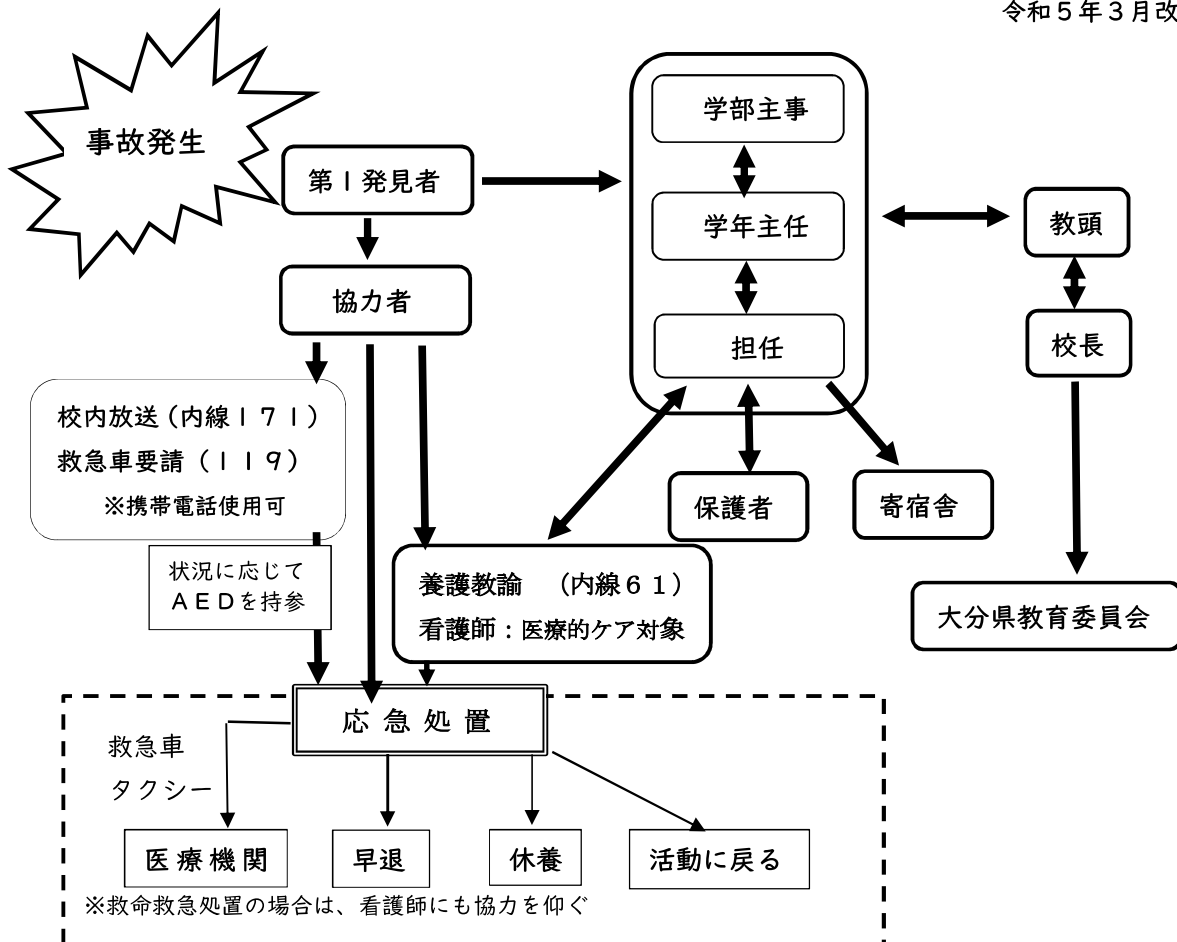 令和５年３月改
事故発生
第１発見者
協力者
学部主事
学年主任
担任
教頭
校長
校内放送（内線１７１）
救急車要請（１１９）
※携帯電話使用可
状況に応じて
ＡＥＤを持参
養護教諭　（内線６１）
看護師：医療的ケア対象
保護者
寄宿舎
大分県教育委員会
応 急 処 置
救急車
タクシー
医療機関
早退
休養
活動に戻る
※救命救急処置の場合は、看護師にも協力を仰ぐ